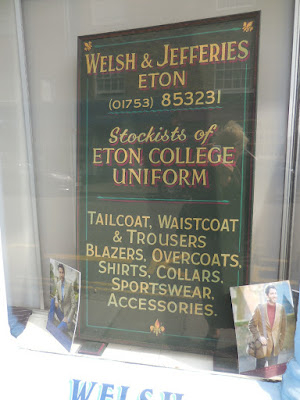 WELSH & JEFFERIES
ETON
(01753) 853231
Stockists of
ETON COLLEGE
UNIFORM
TAILCOAT, WAISTCOAT
& TROUSERS
BLAZERS, OVERCOATS,
SHIRTS, COLLARS,
SPORTSWEAR,
ACCESSORIES.
WELSH